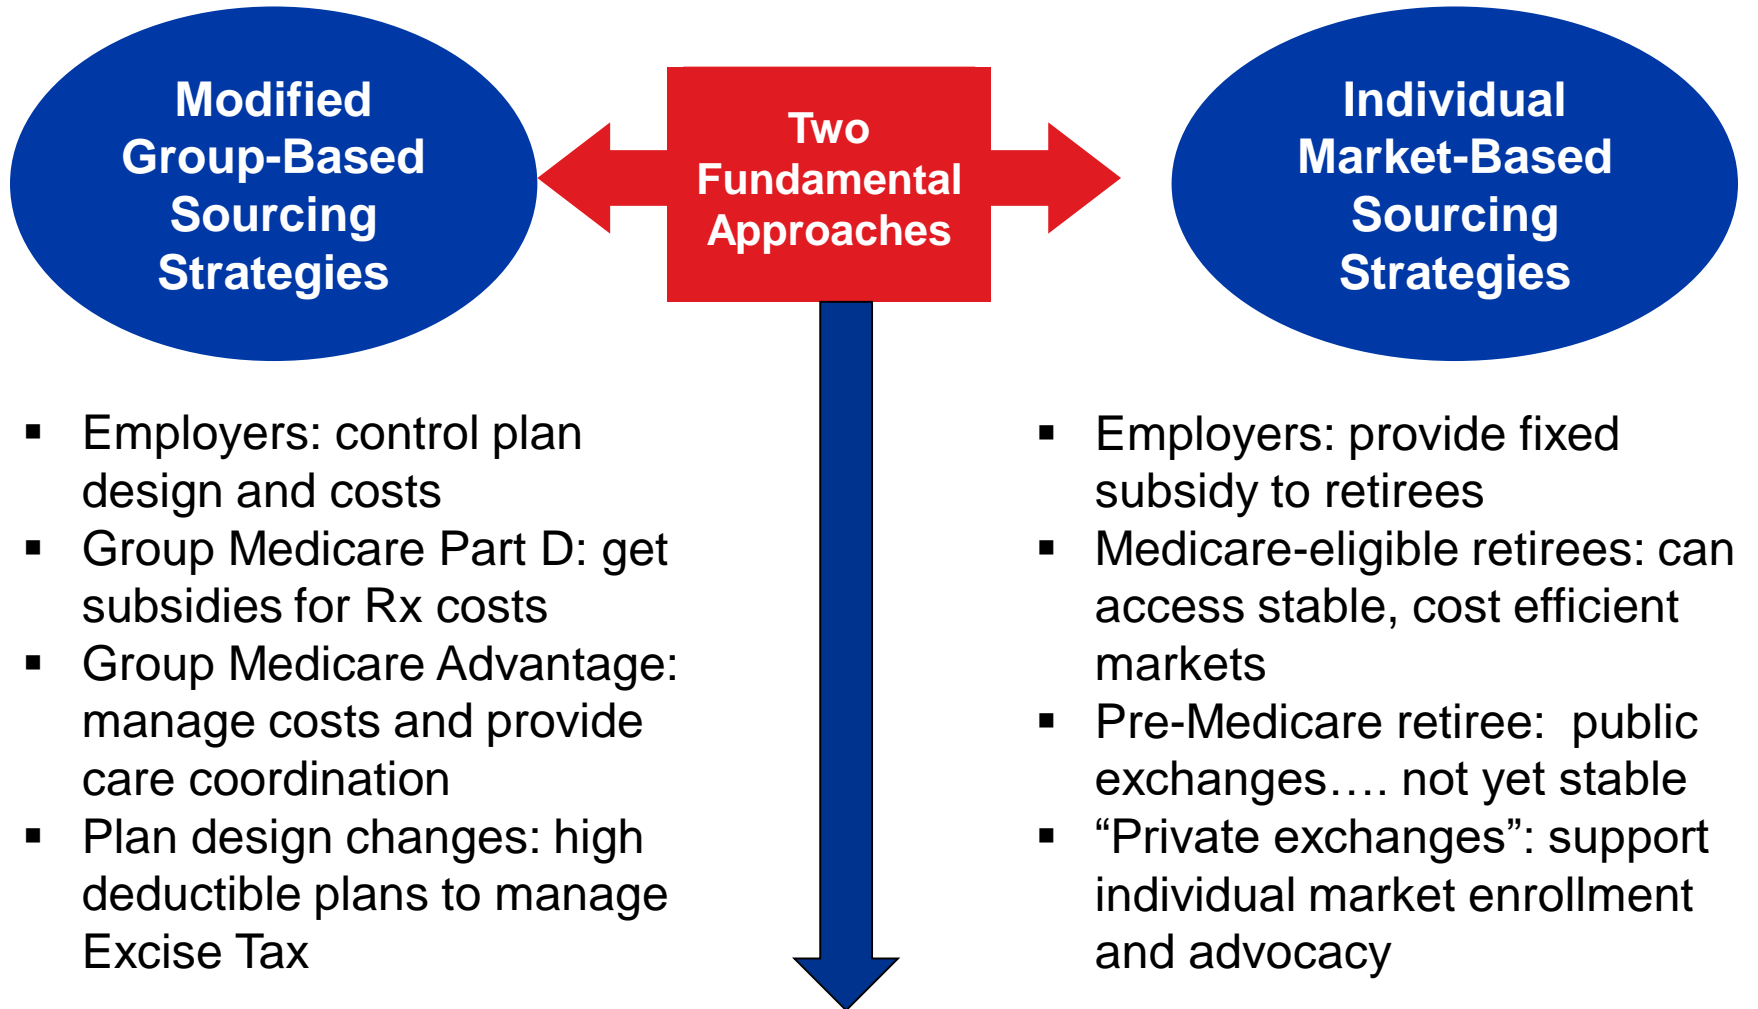 Modified
Group-Based
Sourcing
Strategies
Two
Fundamental
Approaches
Individual
Market-Based
Sourcing
Strategies
▪ Employers: control plan
design and costs
▪ Group Medicare Part D: get
subsidies for Rx costs
▪ Group Medicare Advantage:
manage costs and provide
care coordination
▪ Plan design changes: high
deductible plans to manage
Excise Tax
▪ Employers: provide fixed
subsidy to retirees
▪ Medicare-eligible retirees: can
access stable, cost efficient
markets
▪ Pre-Medicare retiree:  public
exchanges…. not yet stable
▪ “Private exchanges”: support
individual market enrollment
and advocacy